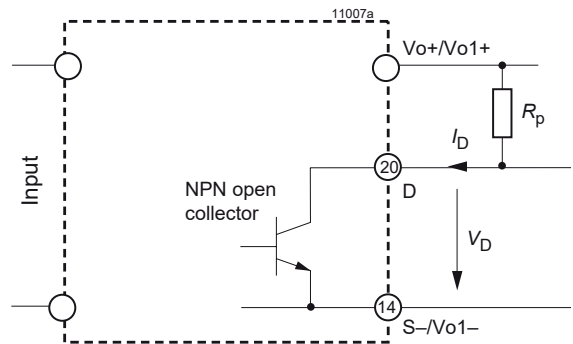 11007a
Vo+/Vo1+
Rp
ID
20
D
NPN open
collector
Input
VD
14
S–/Vo1–